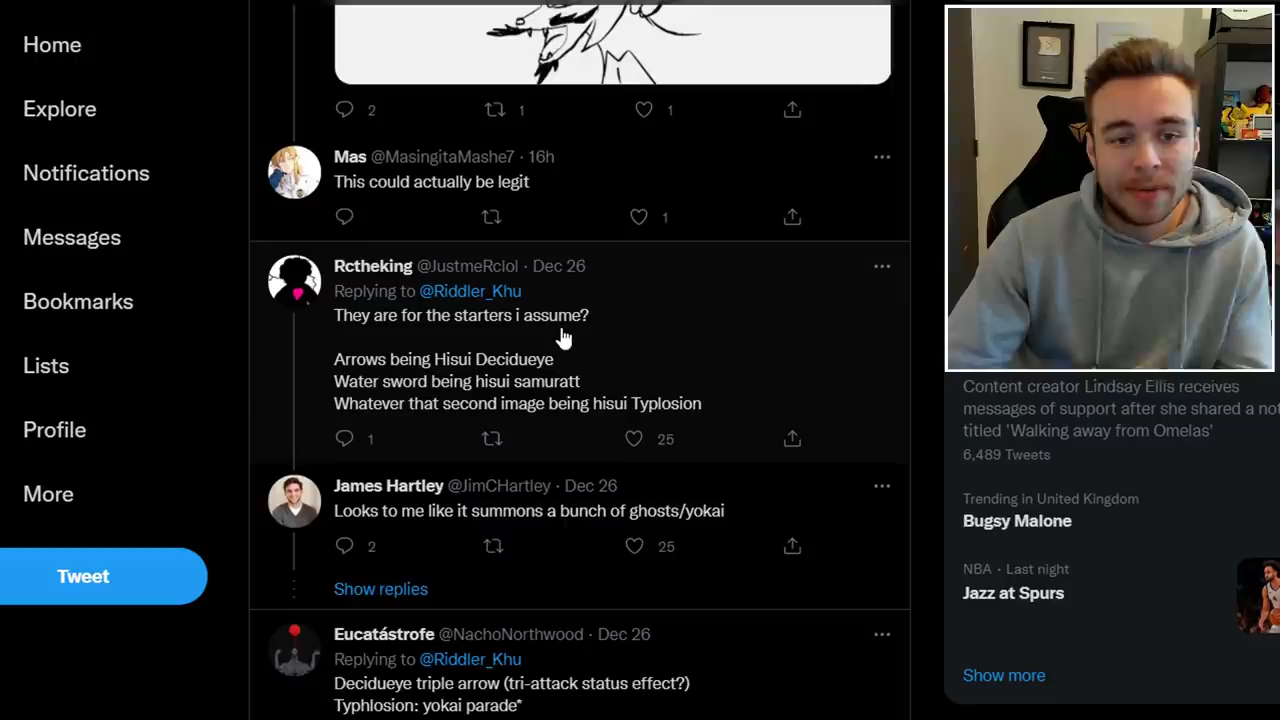 Home
Explore
Notifications
Messages
Bookmarks
Lists
Profile
More
Tweet
2 1 1
Mas @MasingitaMashe7 · 16h
This could actually be legit
1
Rctheking @JustmeRclol · Dec 26
Replying to @Riddler_Khu
They are for the starters i assume?
Arrows being Hisui Decidueye
Water sword being hisui samuratt
Whatever that second image being hisui Typlosion
1 25
James Hartley @JimCHartley · Dec 26
Looks to me like it summons a bunch of ghosts/yokai
2 25
Show replies
Eucatástrofe @NachoNorthwood · Dec 26
Replying to @Riddler_Khu
Decidueye triple arrow (tri-attack status effect?)
Typhlosion: yokai parade*
Content creator Lindsay Ellis receives
messages of support after she shared a not
titled 'Walking away from Omelas'
6,489 Tweets
Trending in United Kingdom
Bugsy Malone
NBA · Last night
Jazz at Spurs
Show more